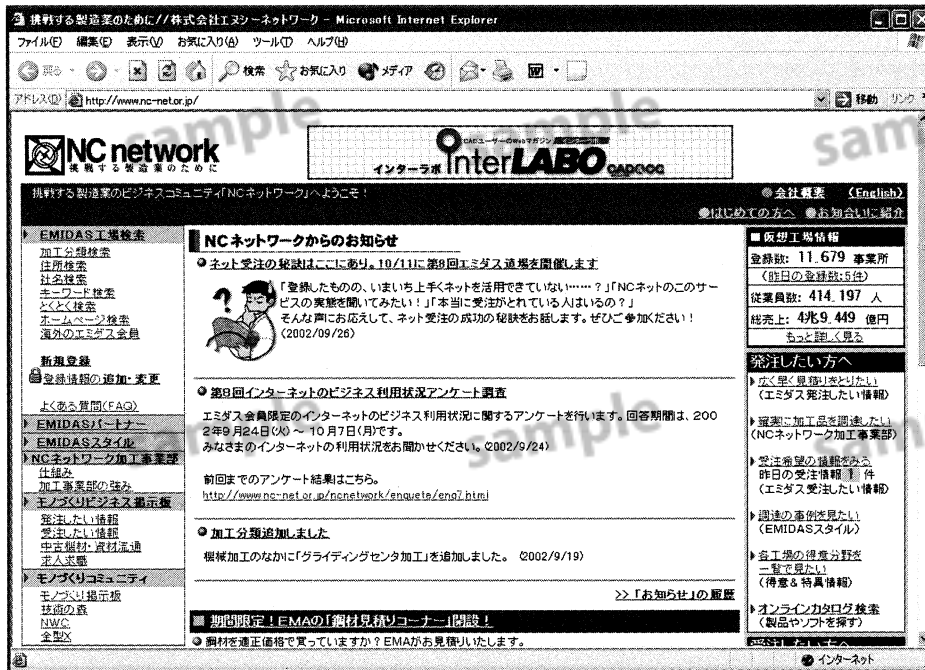 挑戦する製造業のために//株式会社エヌシーネットワーク - Microsoft Internet Explorer
ファイル(F) 編集(E) 表示(V) お気に入り(A) ツール(T) ヘルプ(H)
戻る 検索 お気に入り メディア
アドレス(D) http://www.nc-net.or.jp/ 移動 リンク
sample
sam
NC network
挑戦する製造業のために
CADユーザーのWebマガジン
インターラボ InterLABO CADCAC
挑戦する製造業のビジネスコミュニティ「NCネットワーク」へようこそ!
会社概要 (English)
はじめての方へ お知合いに紹介
EMIDAS工場検索
加工分類検索
住所検索
社名検索
キーワード検索
とくとく検索
ホームページ検索
海外のエミダス会員
新規登録
登録情報の追加・変更
よくある質問(FAQ)
EMIDASパートナー
EMIDASスタイル
NCネットワーク加工事業部
仕組み
加工事業部の強み
モノづくりビジネス掲示板
発注したい情報
受注したい情報
中古機材・資材流通
求人求職
モノづくりコミュニティ
モノづくり掲示板
技術の森
NWC
金型X
NCネットワークからのお知らせ
ネット受注の秘訣はここにあり。10/11に第8回エミダス道場を開催します
「登録したものの、いまいち上手くネットを活用できていない……?」「NCネットのこのサー
ビスの実態を聞いてみたい!」「本当に受注がとれている人はいるの?」
そんな声にお応えして、ネット受注の成功の秘訣をお話します。ぜひご参加ください!
(2002/09/26)
第8回インターネットのビジネス利用状況アンケート調査
エミダス会員限定のインターネットのビジネス利用状況に関するアンケートを行います。回答期間は、200
2年9月24日(火)~10月7日(月)です。
みなさまのインターネットの利用状況をお聞かせください。(2002/9/24)
前回までのアンケート結果はこちら。
http://www.nc-net.or.jp/ncnetwork/enquete/enq7.html
加工分類追加しました
機械加工のなかに「グライディングセンタ加工」を追加しました。 (2002/9/19)
>> 「お知らせ」の履歴
期間限定!EMAの「鋼材見積りコーナー」開設!
鋼材を適正価格で買っていますか?EMAがお見積りいたします。
仮想工場情報
登録数: 11,679 事業所
(昨日の登録数:5件)
従業員数: 414,197 人
総売上: 4兆9,449 億円
もっと詳しく見る
発注したい方へ
広く早く見積りをとりたい
(エミダス発注したい情報)
確実に加工品を調達したい
(NCネットワーク加工事業部)
受注希望の情報をみる
昨日の受注情報 1 件
(エミダス受注したい情報)
調達の事例を見たい
(EMIDASスタイル)
各工場の得意分野を
一覧で見たい
(得意&特異情報)
オンラインカタログ検索
(製品やソフトを探す)
受注したい方へ
sample
sample
sam
インターネット